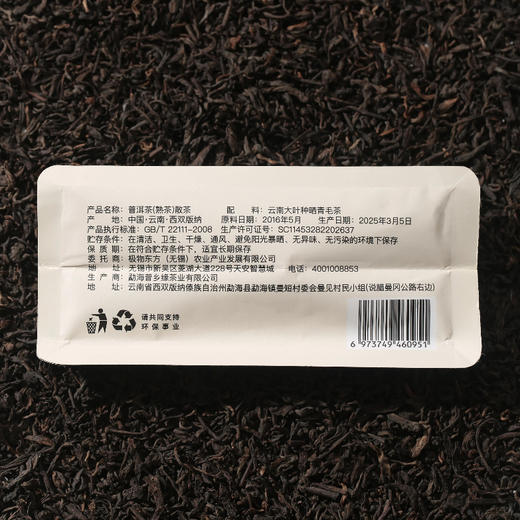 产品名称：普洱茶(熟茶)散茶 配 料：云南大叶种晒青毛茶
产 地：中国·云南·西双版纳 原料日期：2016年5月 生产日期：2025年3月5日
产品执行标准：GB/T 22111-2008 生产许可证号：SC11453282202637
贮存条件：在清洁、卫生、干燥、通风、避免阳光暴晒、无异味、无污染的环境下保存
保 质 期：在符合贮存条件下，适宜长期保存
委托商：极物东方（无锡）农业产业发展有限公司
地 址：无锡市新吴区菱湖大道228号天安智慧城 电话：4001008853
生产商：勐海普乡缘茶业有限公司
地 址：云南省西双版纳傣族自治州勐海县勐海镇曼短村委会曼见村民小组(说腊曼冈公路右边)
请共同支持
环保事业
6 973749 460951